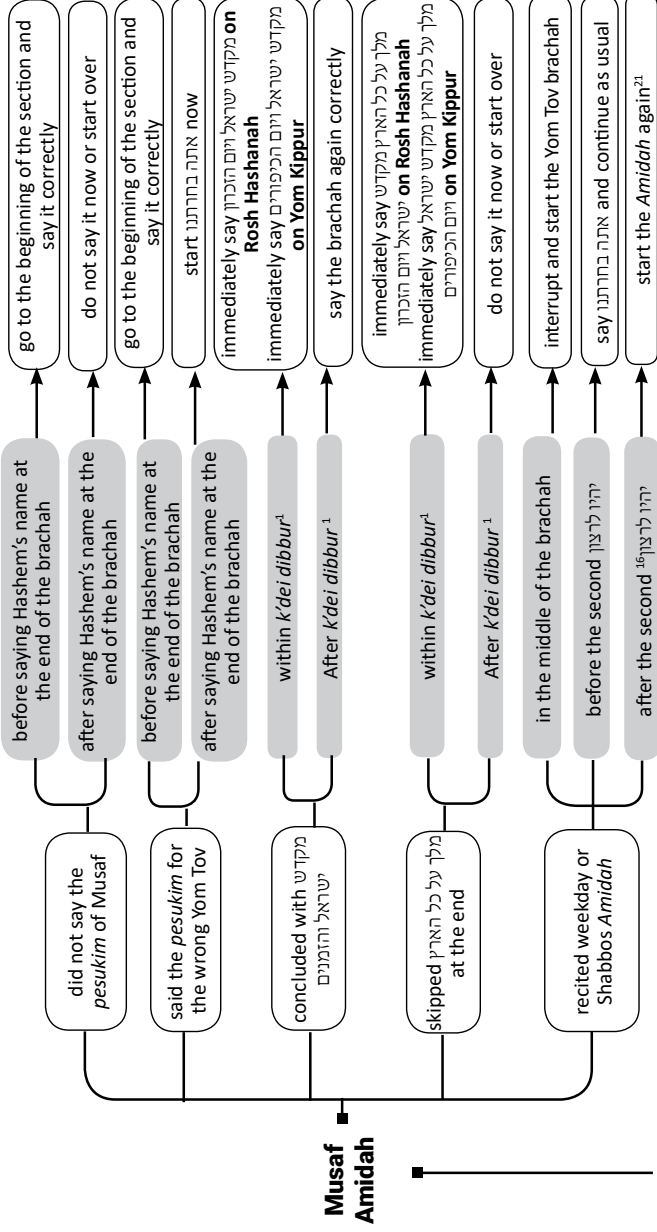 Musaf
Amidah
did not say the
pesukim of Musaf
before saying Hashem's name at
the end of the brachah
go to the beginning of the section and
say it correctly
after saying Hashem's name at the
end of the brachah
do not say it now or start over
said the pesukim for
the wrong Yom Tov
before saying Hashem's name at
the end of the brachah
go to the beginning of the section and
say it correctly
after saying Hashem's name at the
end of the brachah
start אתה בחרתנו now
concluded with מקדש
ישראל והזמנים
within k'dei dibbur1
immediately say מקדש ישראל ויום הזכרון on
Rosh Hashanah
immediately say מקדש ישראל ויום הכיפורים
on Yom Kippur
After k'dei dibbur 1
say the brachah again correctly
skipped מלך על כל הארץ
at the end
within k'dei dibbur1
immediately say מלך על כל הארץ מקדש
ישראל ויום הזכרון on Rosh Hashanah
immediately say מלך על כל הארץ מקדש ישראל
ויום הכיפורים on Yom Kippur
After k'dei dibbur 1
do not say it now or start over
recited weekday or
Shabbos Amidah
in the middle of the brachah
interrupt and start the Yom Tov brachah
before the second יהיו לרצון
say אתה בחרתנו and continue as usual
after the second יהיו לרצון16
start the Amidah again21